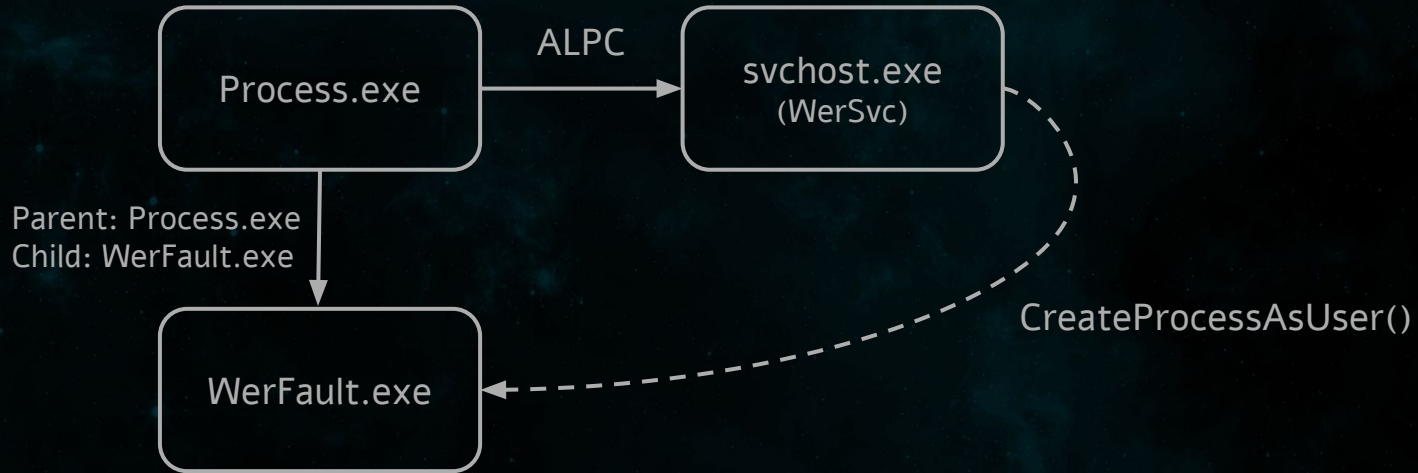 Process.exe
ALPC
svchost.exe
(WerSvc)
Parent: Process.exe
Child: WerFault.exe
CreateProcessAsUser()
WerFault.exe